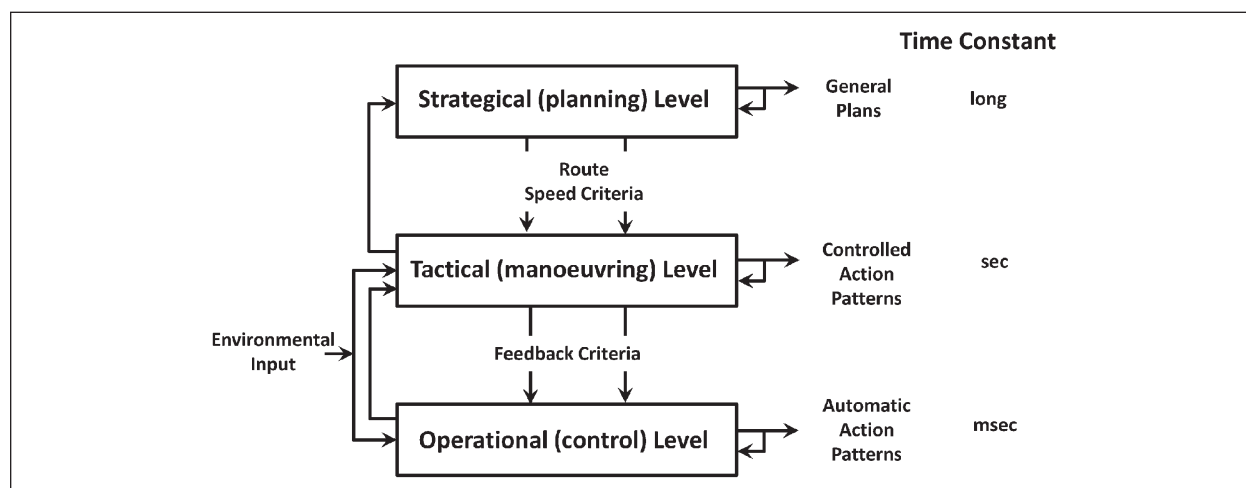 Time Constant
Strategical (planning) Level
General
Plans
long
Route
Speed Criteria
Tactical (manoeuvring) Level
Controlled
Action
Patterns
sec
Environmental
Input
Feedback Criteria
Operational (control) Level
Automatic
Action
Patterns
msec